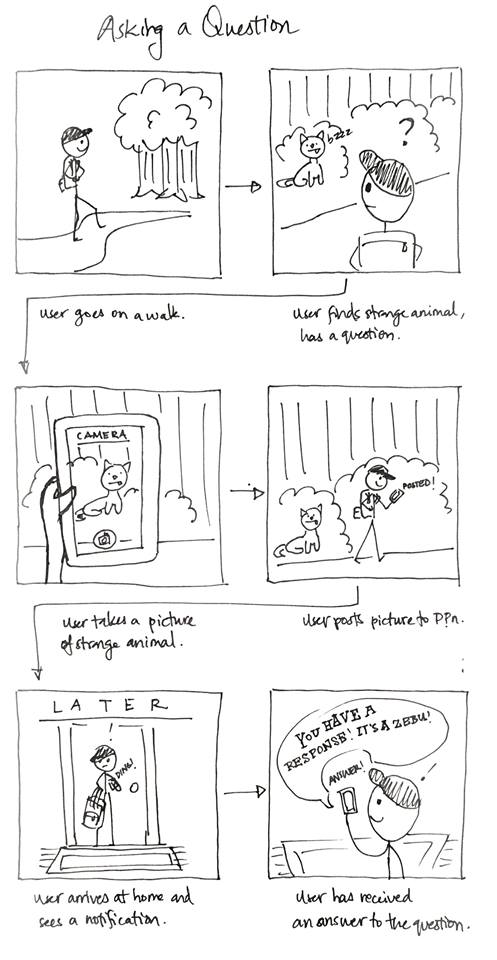 Asking a Question
bzzz
?
user goes on a walk.
user finds strange animal,
has a question.
CAMERA
POSTED!
user takes a picture
of strange animal.
user posts picture to DPn.
LATER
!
DING!
YOU HAVE A
RESPONSE! IT'S A ZEBU!
ANSWER!
!
user arrives at home and
sees a notification.
user has received
an answer to the question.